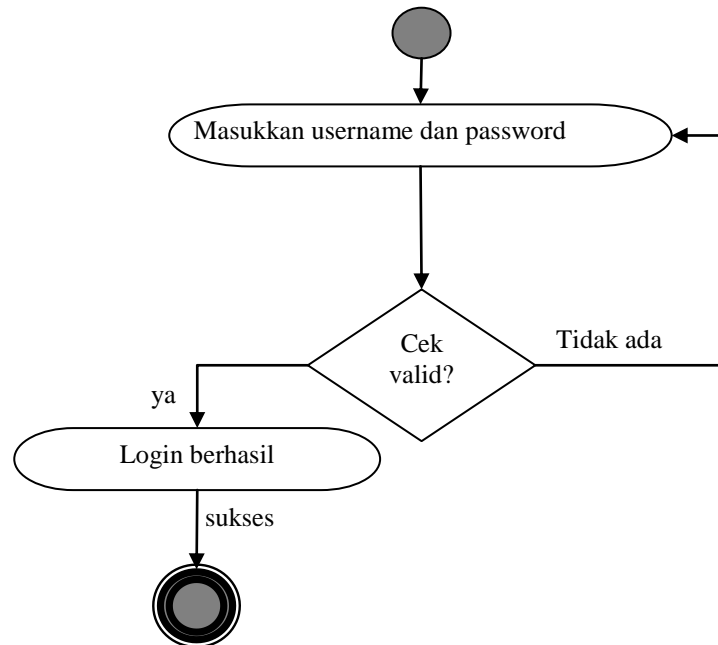 Masukkan username dan password
Cek
valid?
Tidak ada
ya
Login berhasil
sukses